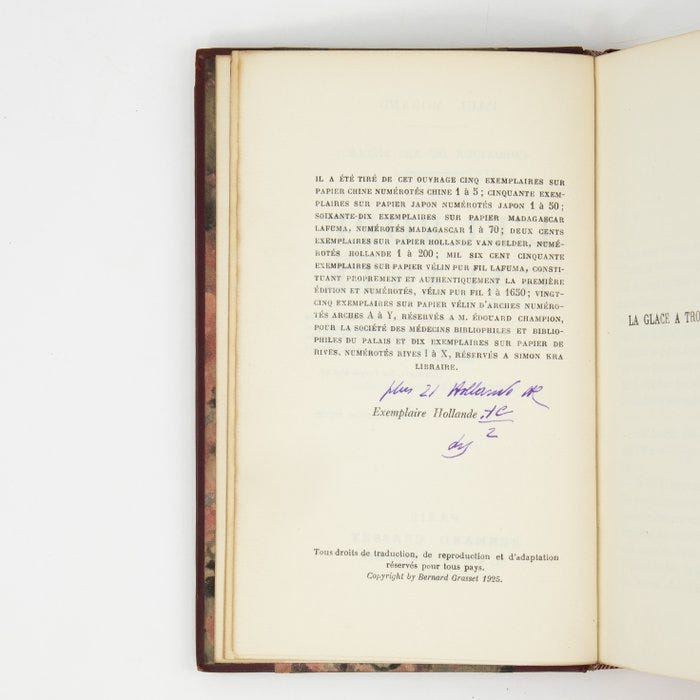 IL A ÉTÉ TIRÉ DE CET OUVRAGE CINQ EXEMPLAIRES SUR
PAPIER CHINE NUMÉROTÉS CHINE 1 à 5 ; CINQUANTE EXEM-
PLAIRES SUR PAPIER JAPON NUMÉROTÉS JAPON 1 à 50 ;
SOIXANTE-DIX EXEMPLAIRES SUR PAPIER MADAGASCAR
LAFUMA, NUMÉROTÉS MADAGASCAR 1 à 70 ; DEUX CENTS
EXEMPLAIRES SUR PAPIER HOLLANDE VAN GELDER, NUMÉ-
ROTÉS HOLLANDE 1 à 200 ; MIL SIX CENT CINQUANTE
EXEMPLAIRES SUR PAPIER VÉLIN PUR FIL LAFUMA, CONSTI-
TUANT PROPREMENT ET AUTHENTIQUEMENT LA PREMIÈRE
ÉDITION ET NUMÉROTÉS, VÉLIN PUR FIL 1 à 1650 ; VINGT-
CINQ EXEMPLAIRES SUR PAPIER VÉLIN D'ARCHES NUMÉRO-
TÉS ARCHES A à Y, RÉSERVÉS A M. ÉDOUARD CHAMPION,
POUR LA SOCIÉTÉ DES MÉDECINS BIBLIOPHILES ET BIBLIO-
PHILES DU PALAIS ET DIX EXEMPLAIRES SUR PAPIER DE
RIVES. NUMÉROTÉS RIVES I à X, RÉSERVÉS A SIMON KRA
LIBRAIRE.
plus 21 Hollande
Exemplaire Hollande
2
Tous droits de traduction, de reproduction et d'adaptation
réservés pour tous pays.
Copyright by Bernard Grasset 1925.
PAUL MORAND
PARIS
BERNARD GRASSET
LA GLACE A TRO